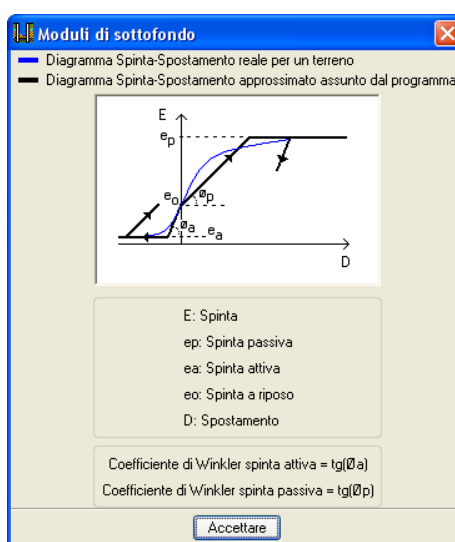 Moduli di sottofondo
Diagramma Spinta-Spostamento reale per un terreno
Diagramma Spinta-Spostamento approssimato assunto dal programma
E
ep
eo
Øp
Øa
ea
D
E: Spinta
ep: Spinta passiva
ea: Spinta attiva
eo: Spinta a riposo
D: Spostamento
Coefficiente di Winkler spinta attiva = tg(Øa)
Coefficiente di Winkler spinta passiva = tg(Øp)
Accettare